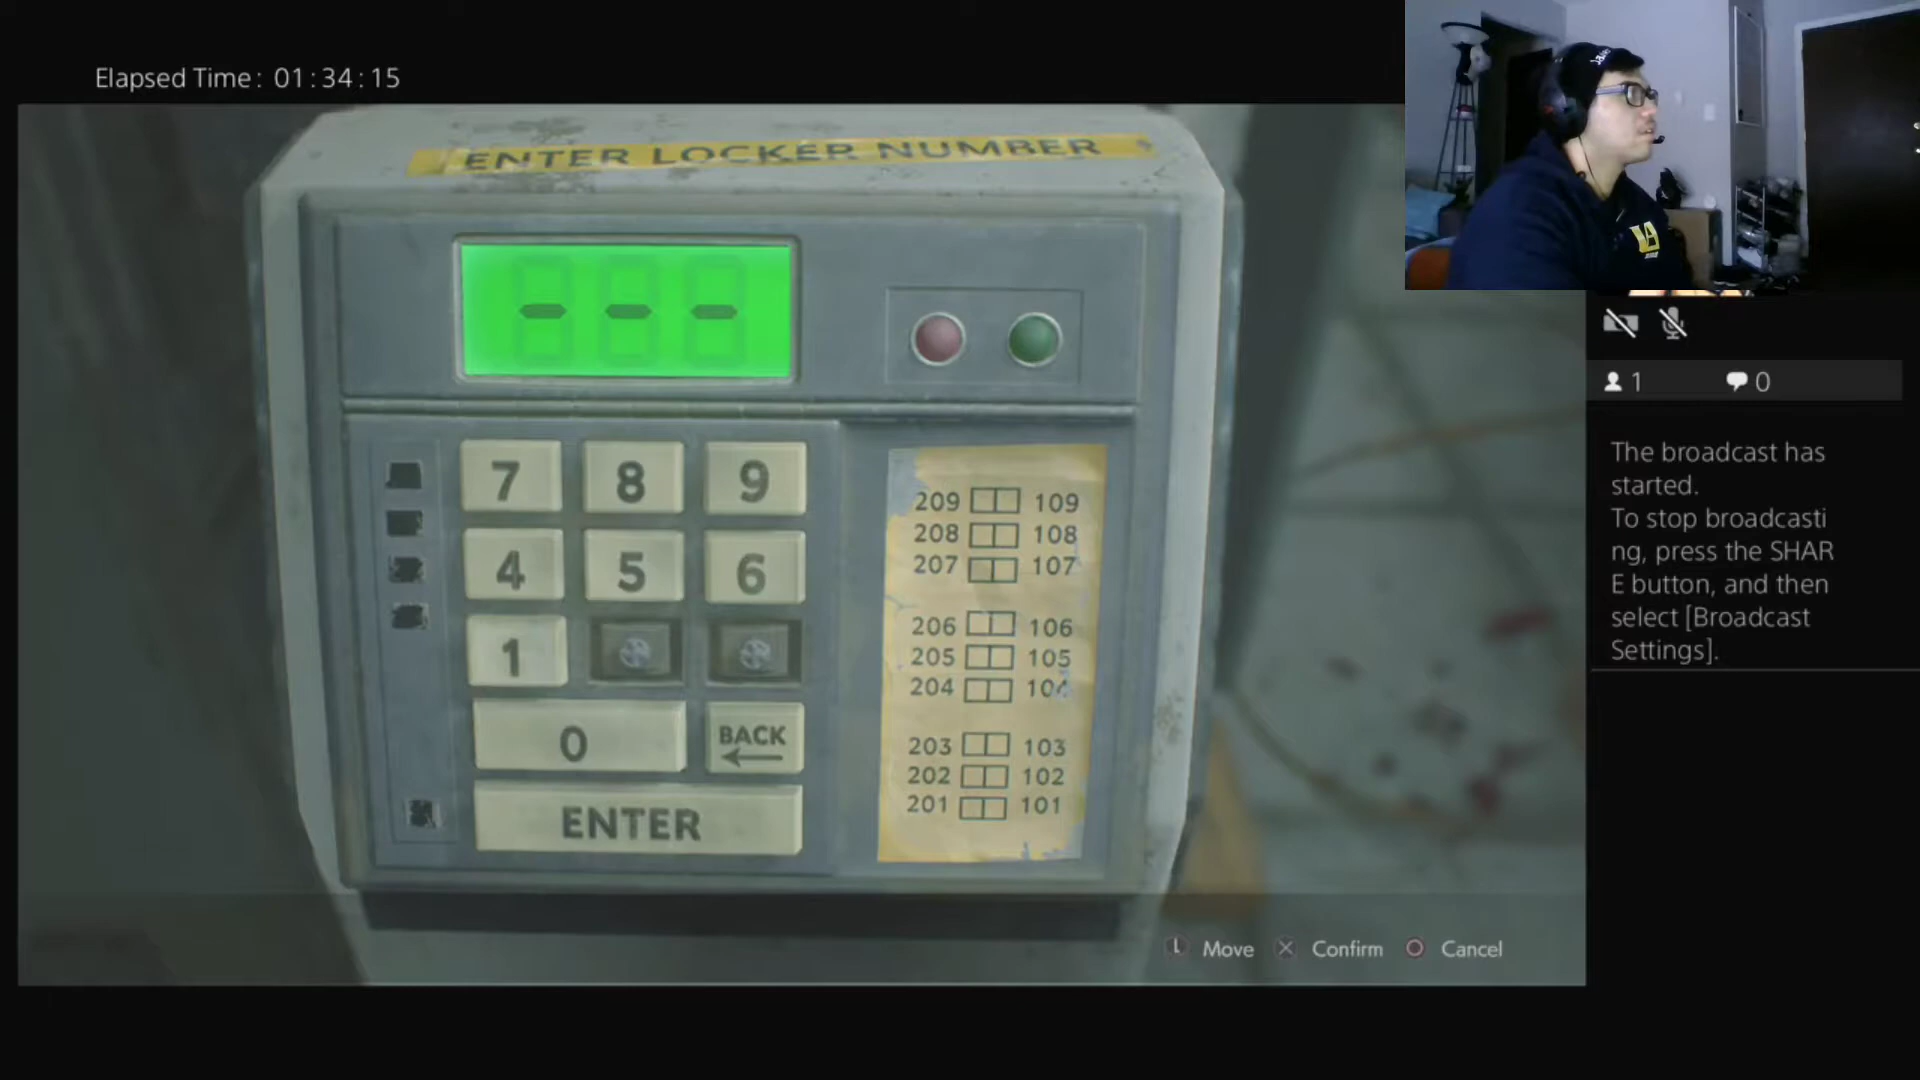 Elapsed Time: 01:34:15
ENTER LOCKER NUMBER
---
7 8 9
4 5 6
1
0 BACK
ENTER
209 109
208 108
207 107
206 106
205 105
204 104
203 103
202 102
201 101
L Move Confirm Cancel
1 0
The broadcast has
started.
To stop broadcasti
ng, press the SHAR
E button, and then
select [Broadcast
Settings].